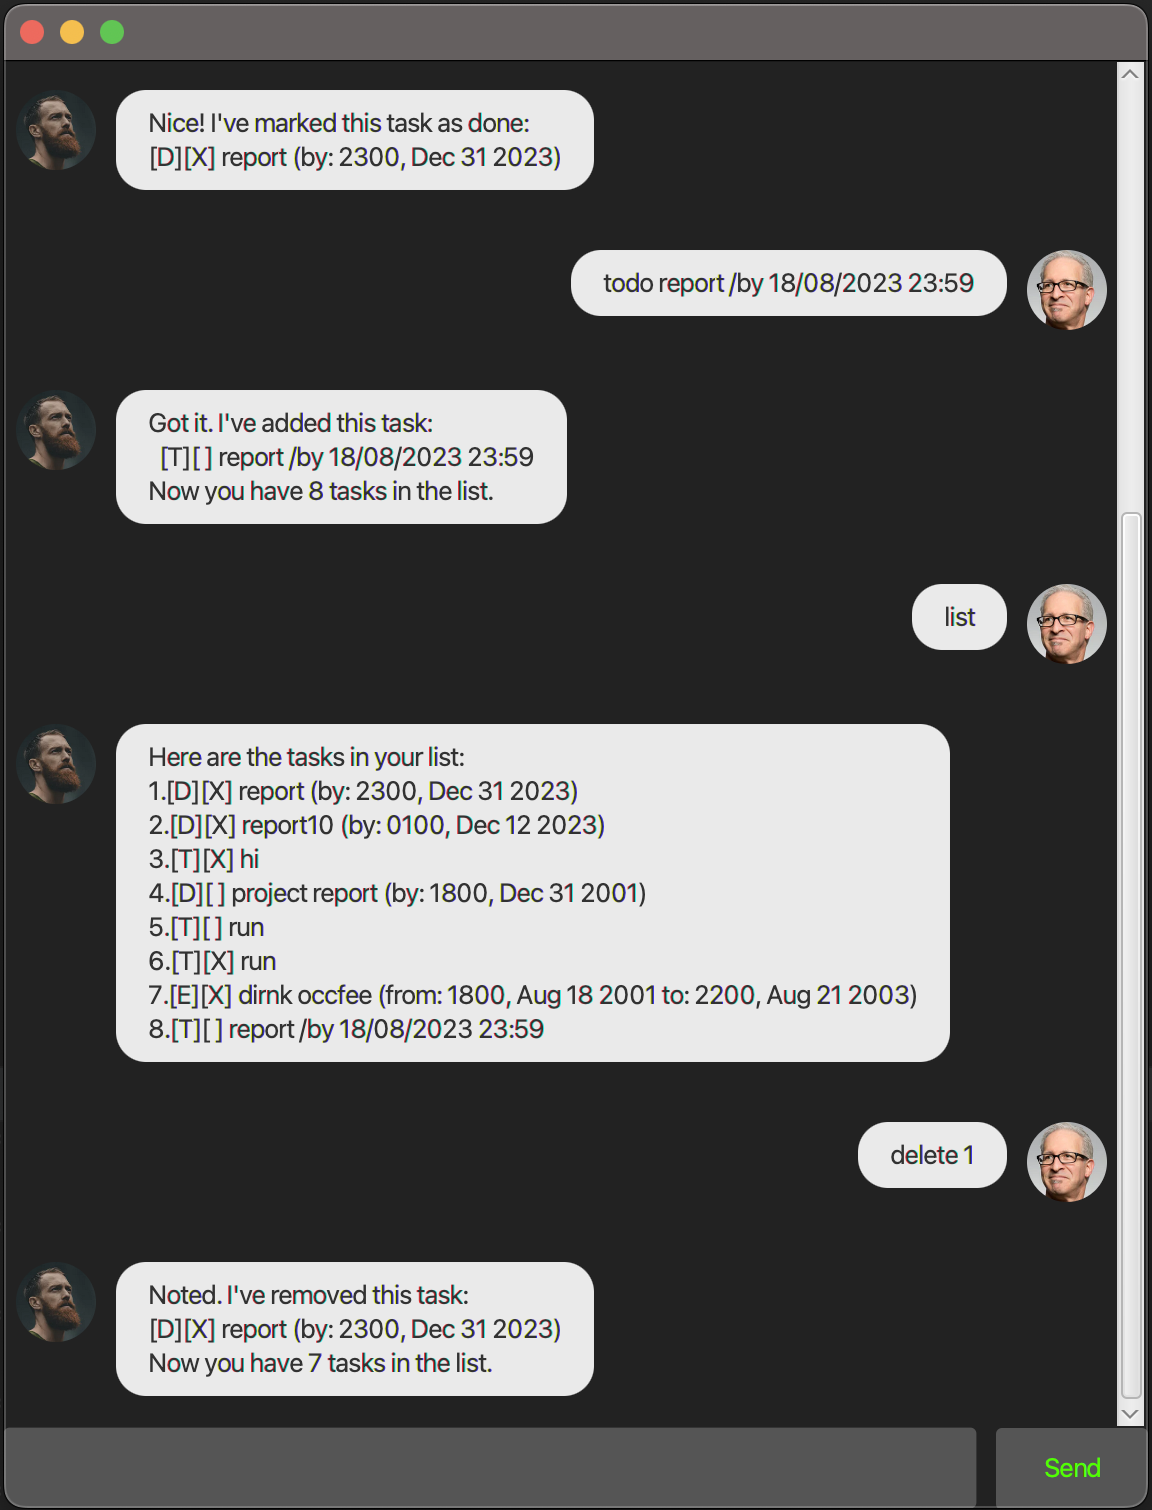 Nice! I've marked this task as done:
[D][X] report (by: 2300, Dec 31 2023)
todo report /by 18/08/2023 23:59
Got it. I've added this task:
[T][ ] report /by 18/08/2023 23:59
Now you have 8 tasks in the list.
list
Here are the tasks in your list:
1.[D][X] report (by: 2300, Dec 31 2023)
2.[D][X] report10 (by: 0100, Dec 12 2023)
3.[T][X] hi
4.[D][ ] project report (by: 1800, Dec 31 2001)
5.[T][ ] run
6.[T][X] run
7.[E][X] dirnk occfee (from: 1800, Aug 18 2001 to: 2200, Aug 21 2003)
8.[T][ ] report /by 18/08/2023 23:59
delete 1
Noted. I've removed this task:
[D][X] report (by: 2300, Dec 31 2023)
Now you have 7 tasks in the list.
Send